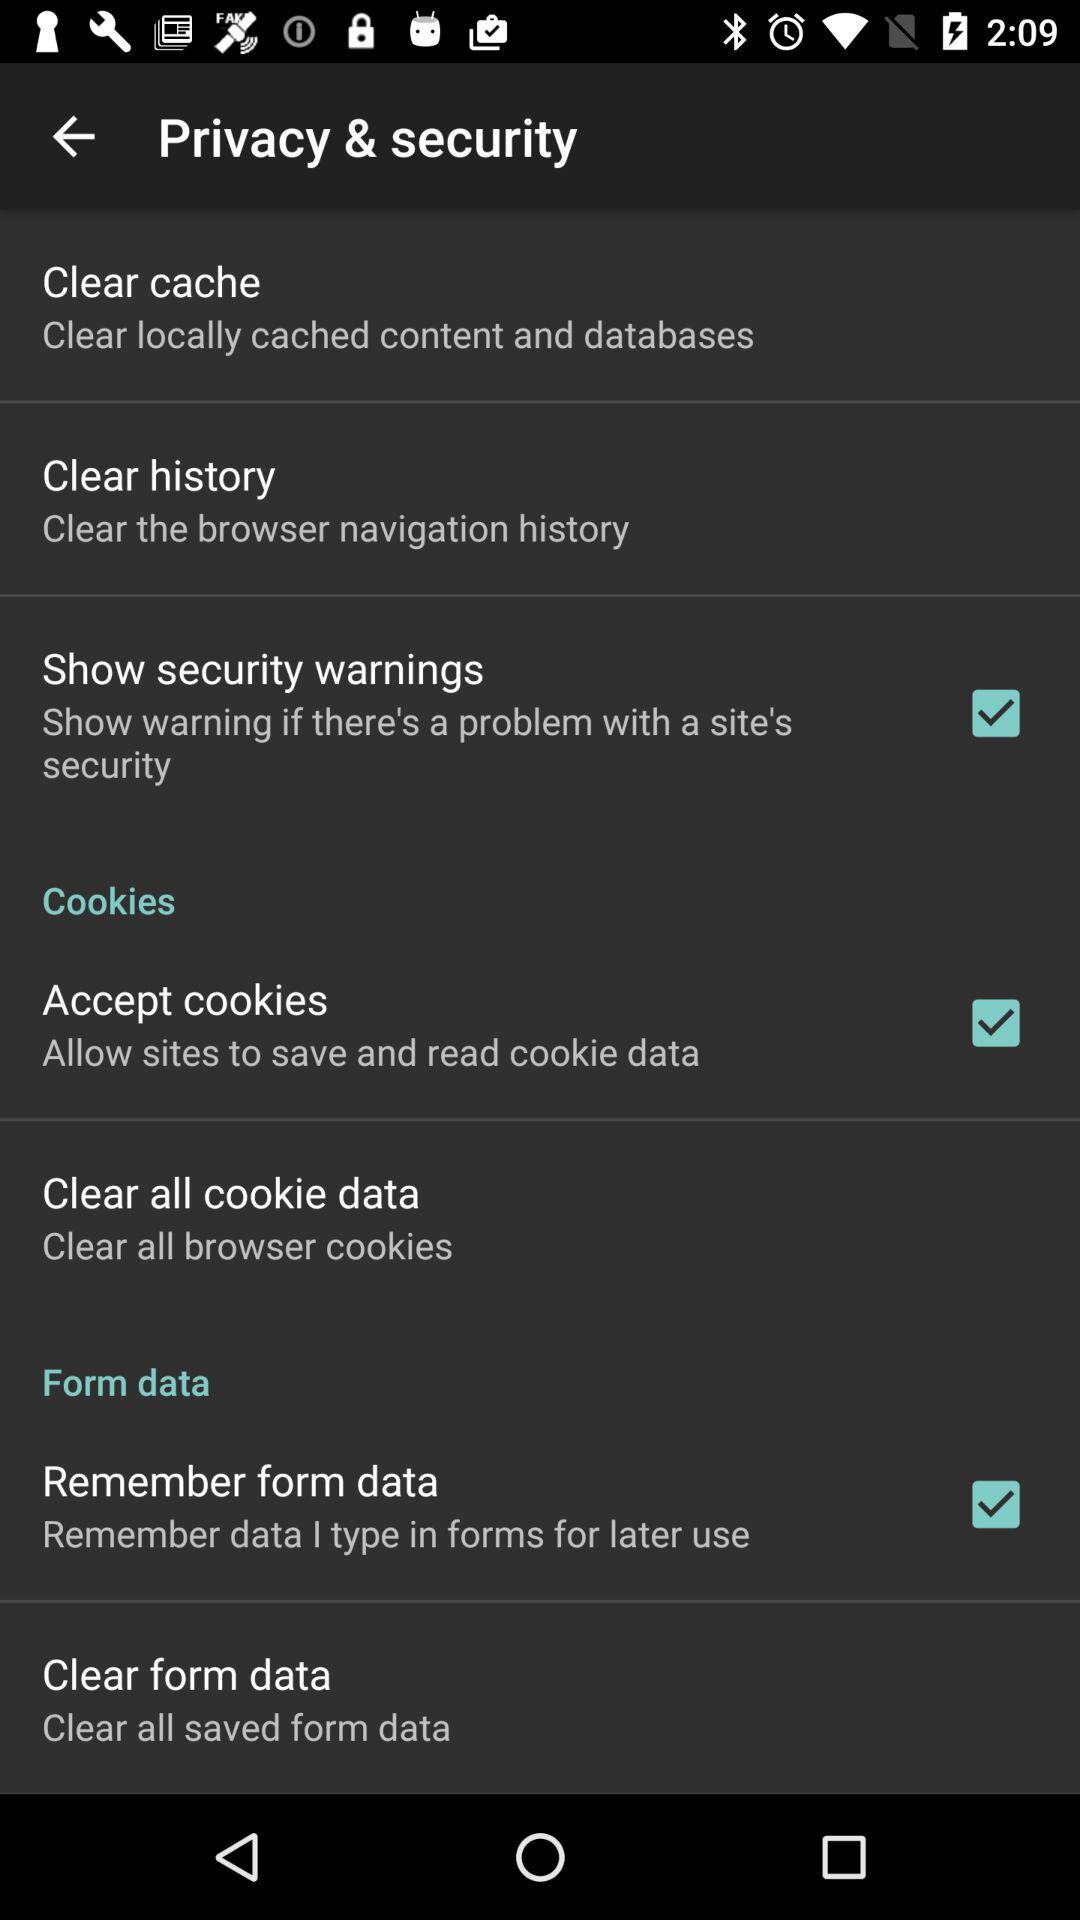 FAK
2:09
Privacy & security
Clear cache
Clear locally cached content and databases
Clear history
Clear the browser navigation history
Show security warnings
Show warning if there's a problem with a site's
security
Cookies
Accept cookies
Allow sites to save and read cookie data
Clear all cookie data
Clear all browser cookies
Form data
Remember form data
Remember data I type in forms for later use
Clear form data
Clear all saved form data